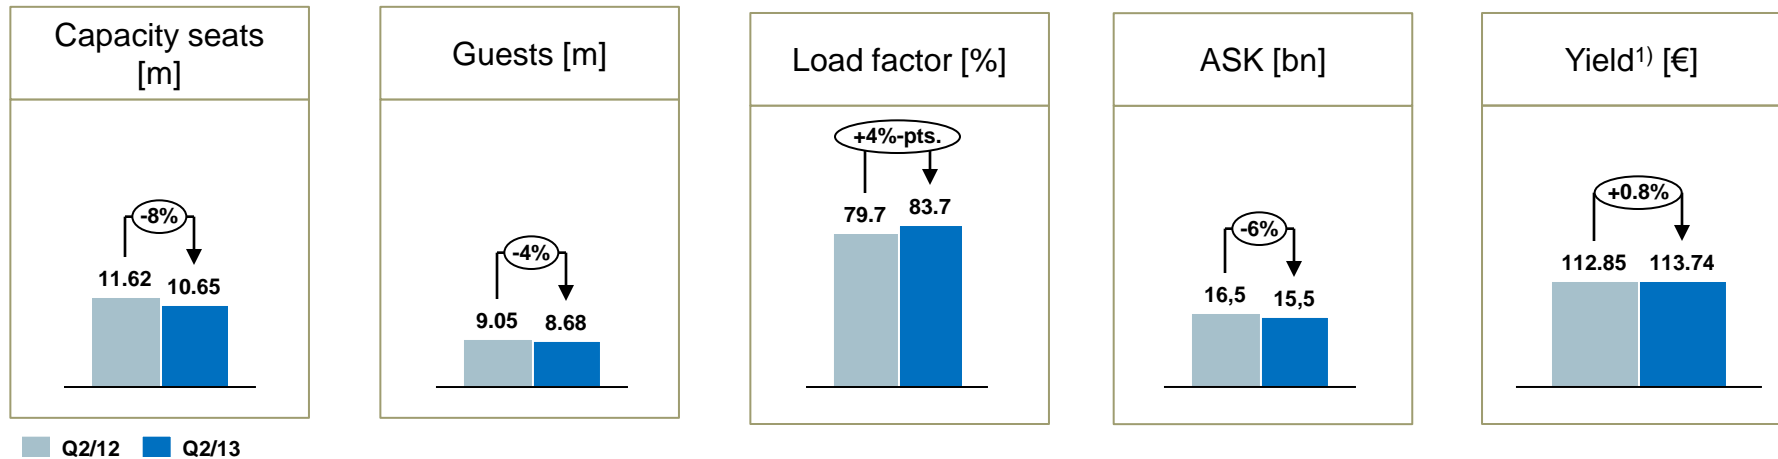 Capacity seats
[m]
-8%
11.62 10.65
Guests [m]
-4%
9.05 8.68
Load factor [%]
+4%-pts.
79.7 83.7
ASK [bn]
-6%
16,5 15,5
Yield1) [€]
+0.8%
112.85 113.74
Q2/12 Q2/13